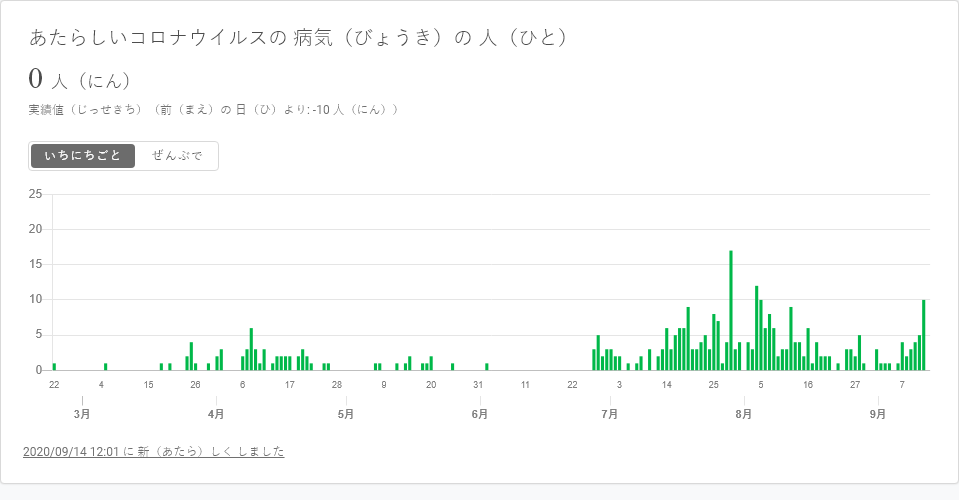 あたらしいコロナウイルスの 病気（びょうき）の 人（ひと）
0 人（にん）
実績値（じっせきち）（前（まえ）の 日（ひ）より: -10 人（にん））
いちにちごと ぜんぶで
25
20
15
10
5
0
22 4 15 26 6 17 28 9 20 31 11 22 3 14 25 5 16 27 7
3月 4月 5月 6月 7月 8月 9月
2020/09/14 12:01 に 新（あたら）しく しました